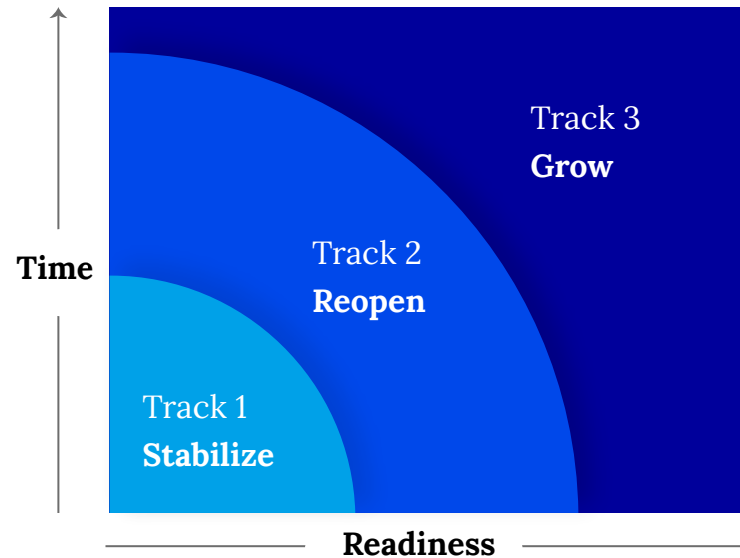 Track 3
Grow
Track 2
Reopen
Time
Track 1
Stabilize
Readiness